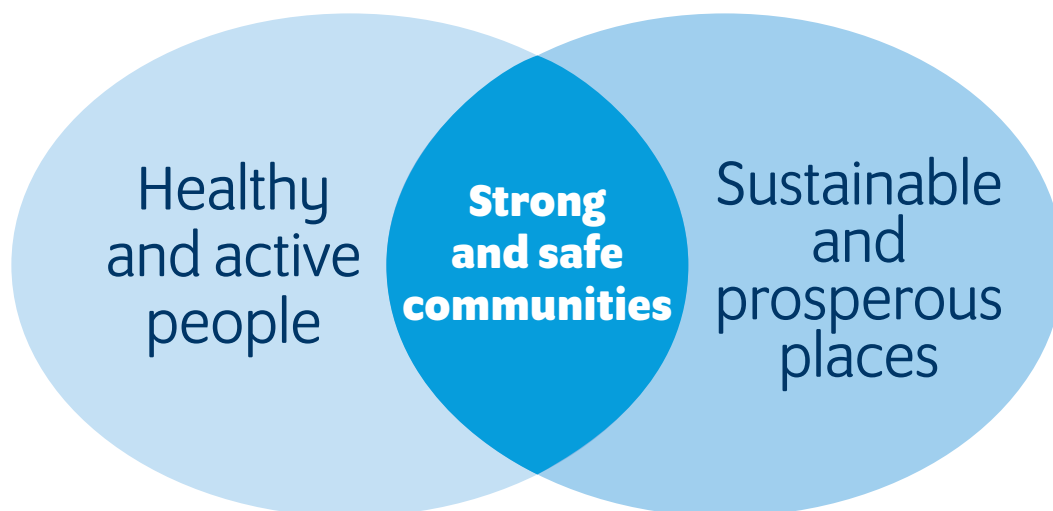 Healthy
and active
people
Strong
and safe
communities
Sustainable
and
prosperous
places